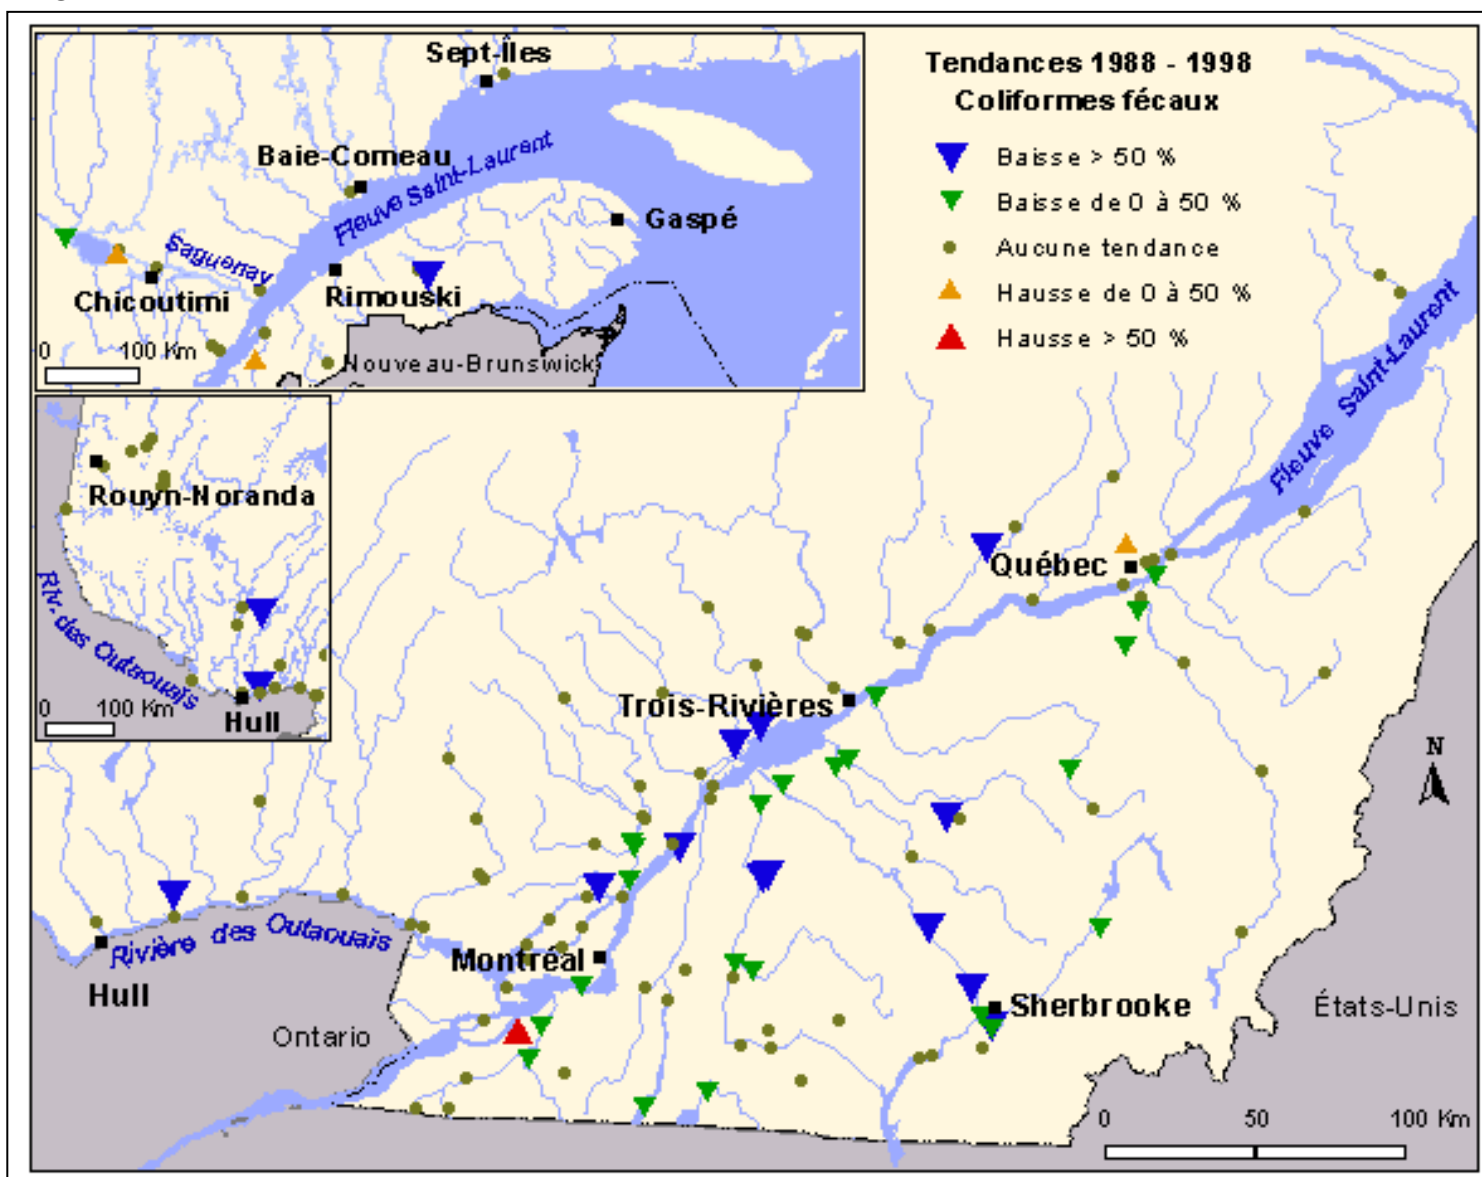 Tendances 1988 - 1998
Coliformes fécaux
Baisse > 50 %
Baisse de 0 à 50 %
Aucune tendance
Hausse de 0 à 50 %
Hausse > 50 %
Sept-Îles
Baie-Comeau
Fleuve Saint-Laurent
Gaspé
Saguenay
Chicoutimi
Rimouski
0 100 Km
Nouveau-Brunswick
Rouyn-Noranda
Riv. des Outaouais
0 100 Km
Hull
Fleuve Saint-Laurent
Québec
Trois-Rivières
N
Rivière des Outaouais
Montréal
Hull
Sherbrooke
États-Unis
Ontario
0 50 100 Km